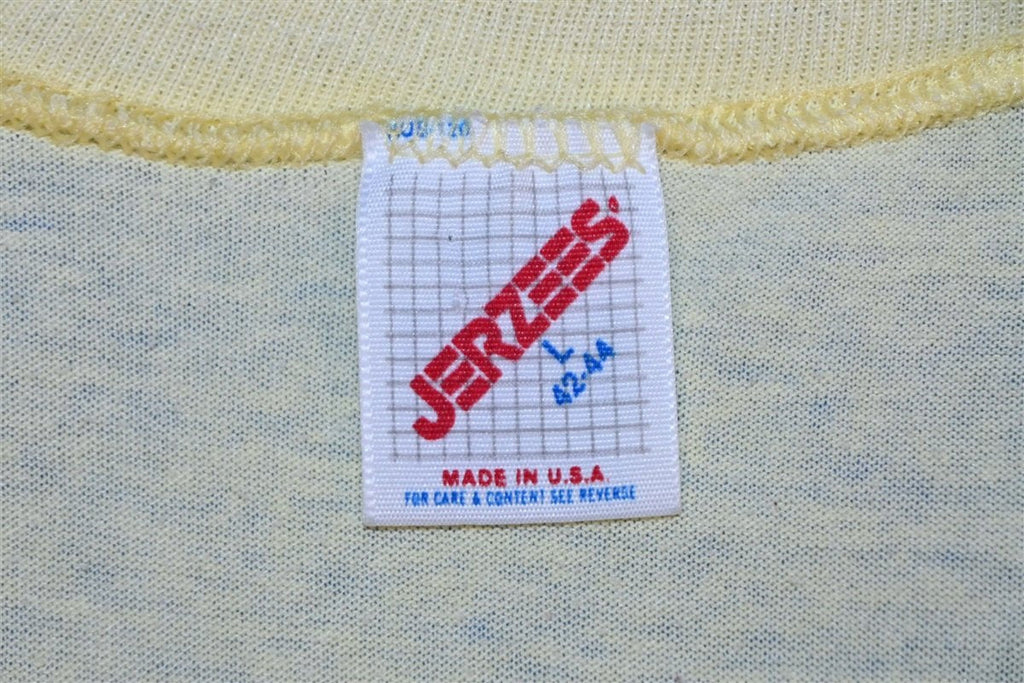 JERZEES
L
42-44
MADE IN U.S.A
FOR CARE & CONTENT SEE REVERSE